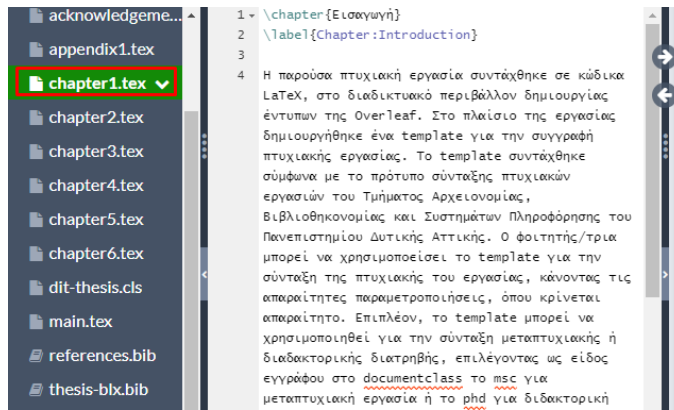 acknowledgeme...
appendix1.tex
chapter1.tex
chapter2.tex
chapter3.tex
chapter4.tex
chapter5.tex
chapter6.tex
dit-thesis.cls
main.tex
references.bib
thesis-blx.bib
1 \chapter{Εισαγωγή}
2 \label{Chapter:Introduction}
3
4 Η παρούσα πτυχιακή εργασία συντάχθηκε σε κώδικα
LaTeX, στο διαδικτυακό περιβάλλον δημιουργίας
έντυπων της Overleaf. Στο πλαίσιο της εργασίας
δημιουργήθηκε ένα template για την συγγραφή
πτυχιακής εργασίας. Το template συντάχθηκε
σύμφωνα με το πρότυπο σύνταξης πτυχιακών
εργασιών του Τμήματος Αρχειονομίας,
Βιβλιοθηκονομίας και Συστημάτων Πληροφόρησης του
Πανεπιστημίου Δυτικής Αττικής. Ο φοιτητής/τρια
μπορεί να χρησιμοποείσει το template για την
σύνταξη της πτυχιακής του εργασίας, κάνοντας τις
απαραίτητες παραμετροποιήσεις, όπου κρίνεται
απαραίτητο. Επιπλέον, το template μπορεί να
χρησιμοποιηθεί για την σύνταξη μεταπτυχιακής ή
διαδακτορικής διατρηβής, επιλέγοντας ως είδος
εγγράφου στο documentclass το msc για
μεταπτυχιακή εργασία ή το phd για διδακτορική